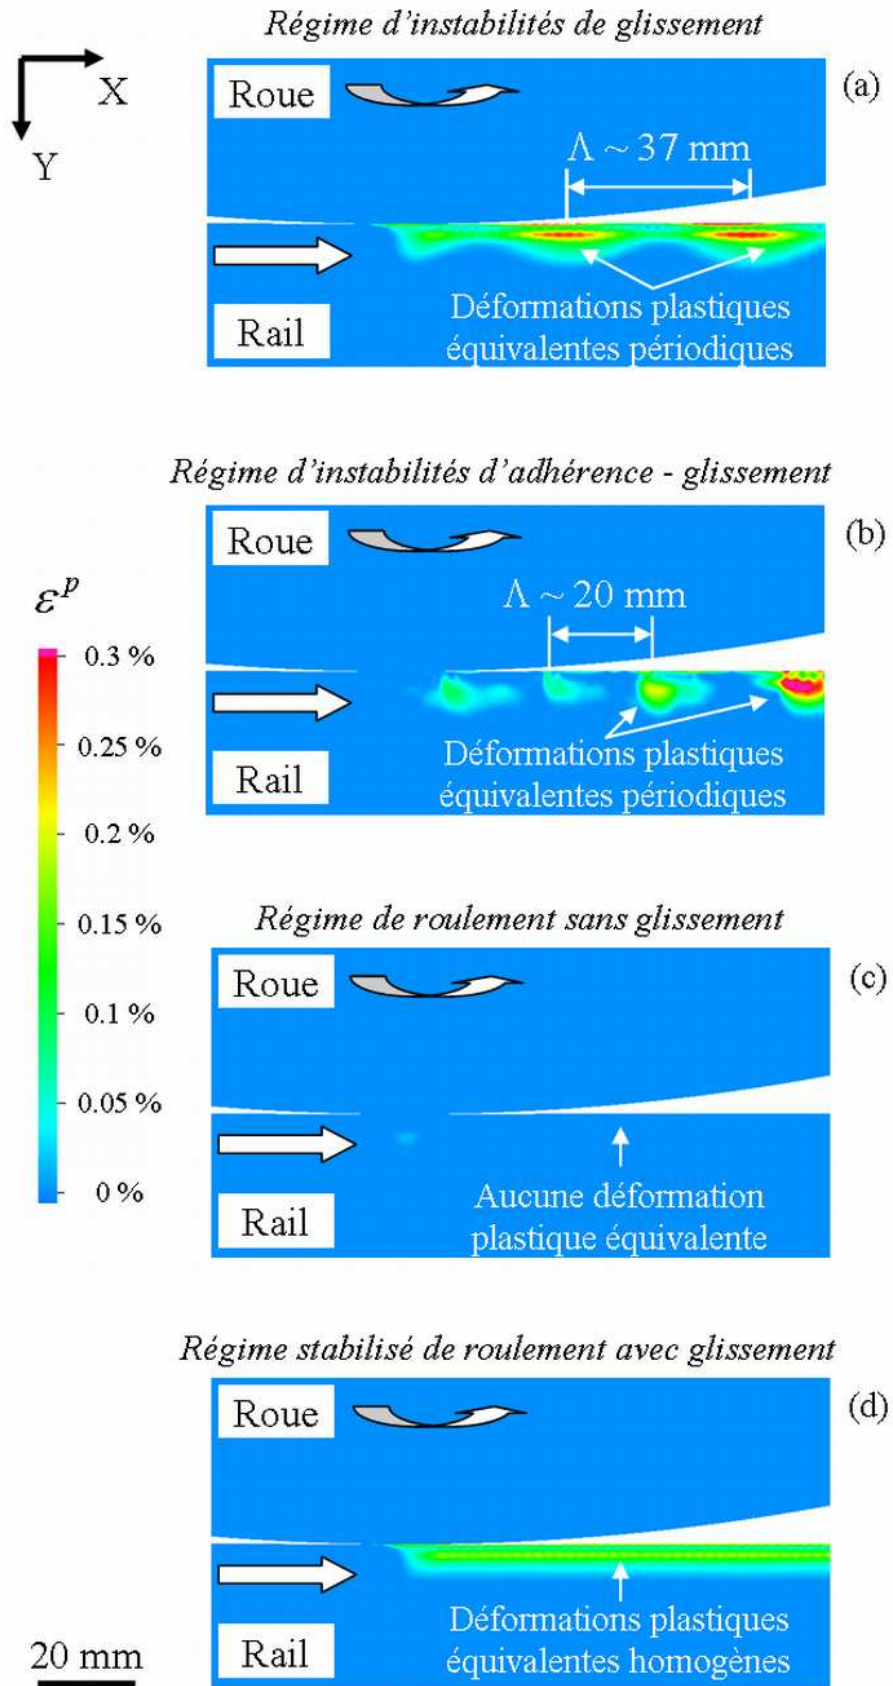 Régime d'instabilités de glissement
X
Y
Roue
(a)
Λ ~ 37 mm
Déformations plastiques
équivalentes périodiques
Rail
Régime d'instabilités d'adhérence - glissement
Roue
(b)
Λ ~ 20 mm
Déformations plastiques
équivalentes périodiques
Rail
ε^p
0.3 %
0.25 %
0.2 %
0.15 %
0.1 %
0.05 %
0 %
Régime de roulement sans glissement
Roue
(c)
Aucune déformation
plastique équivalente
Rail
Régime stabilisé de roulement avec glissement
Roue
(d)
Déformations plastiques
équivalentes homogènes
Rail
20 mm